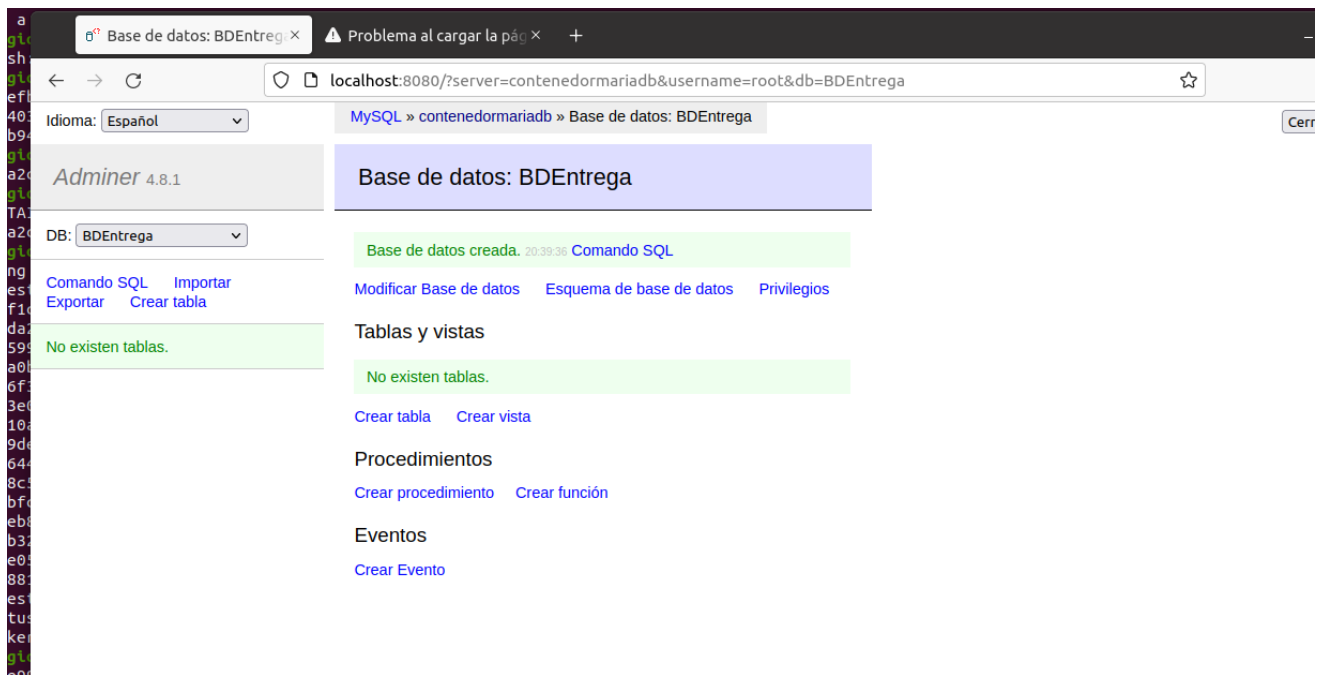 Base de datos: BDEntreg
Problema al cargar la pág
localhost:8080/?server=contenedormariadb&username=root&db=BDEntrega
Idioma: Español
MySQL » contenedormariadb » Base de datos: BDEntrega
Cerr
Adminer 4.8.1
Base de datos: BDEntrega
DB: BDEntrega
Base de datos creada. 20:39:36 Comando SQL
Comando SQL Importar
Exportar Crear tabla
Modificar Base de datos Esquema de base de datos Privilegios
Tablas y vistas
No existen tablas.
No existen tablas.
Crear tabla Crear vista
Procedimientos
Crear procedimiento Crear función
Eventos
Crear Evento